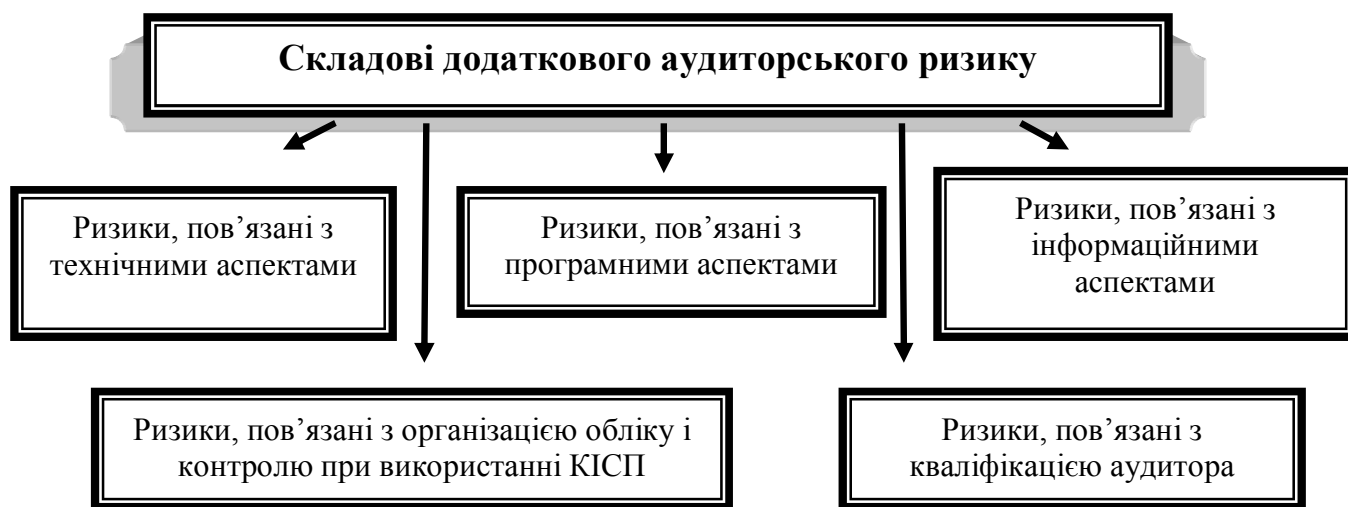 Складові додаткового аудиторського ризику
Ризики, пов’язані з
технічними аспектами
Ризики, пов’язані з
програмними аспектами
Ризики, пов’язані з
інформаційними
аспектами
Ризики, пов’язані з організацією обліку і
контролю при використанні КІСП
Ризики, пов’язані з
кваліфікацією аудитора